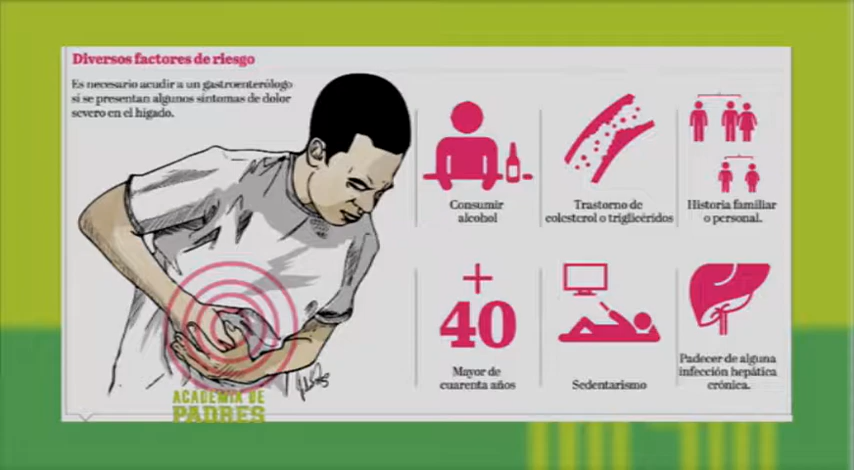 Diversos factores de riesgo
Es necesario acudir a un gastroenterólogo
si se presentan algunos síntomas de dolor
severo en el hígado.
Consumir
alcohol
Trastorno de
colesterol o triglicéridos
Historia familiar
o personal.
+
40
Mayor de
cuarenta años
Sedentarismo
Padecer de alguna
infección hepática
crónica.
ACADEMIA DE
PADRES